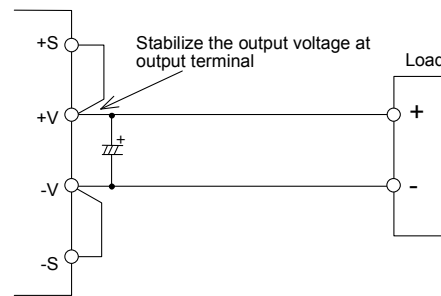 +S
Stabilize the output voltage at
output terminal
Load
+V
+
+
-V
-
-S